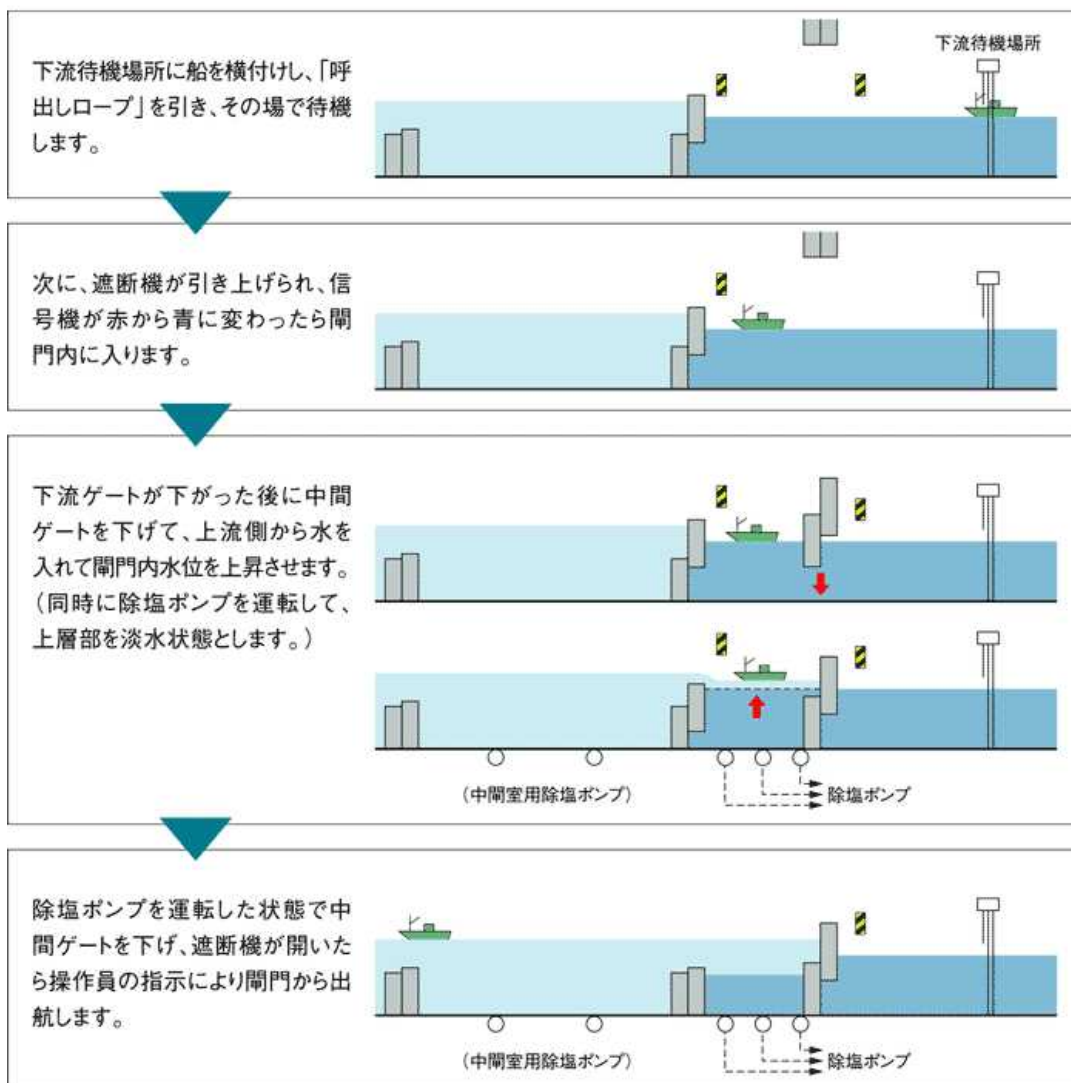 下流待機場所に船を横付けし、「呼
出しロープ」を引き、その場で待機
します。
下流待機場所
次に、遮断機が引き上げられ、信
号機が赤から青に変わったら閘
門内に入ります。
下流ゲートが下がった後に中間
ゲートを下げて、上流側から水を
入れて閘門内水位を上昇させます。
(同時に除塩ポンプを運転して、
上層部を淡水状態とします。)
(中閘室用除塩ポンプ)
除塩ポンプ
除塩ポンプを運転した状態で中
間ゲートを下げ、遮断機が開いた
ら操作員の指示により閘門から出
航します。
(中閘室用除塩ポンプ)
除塩ポンプ